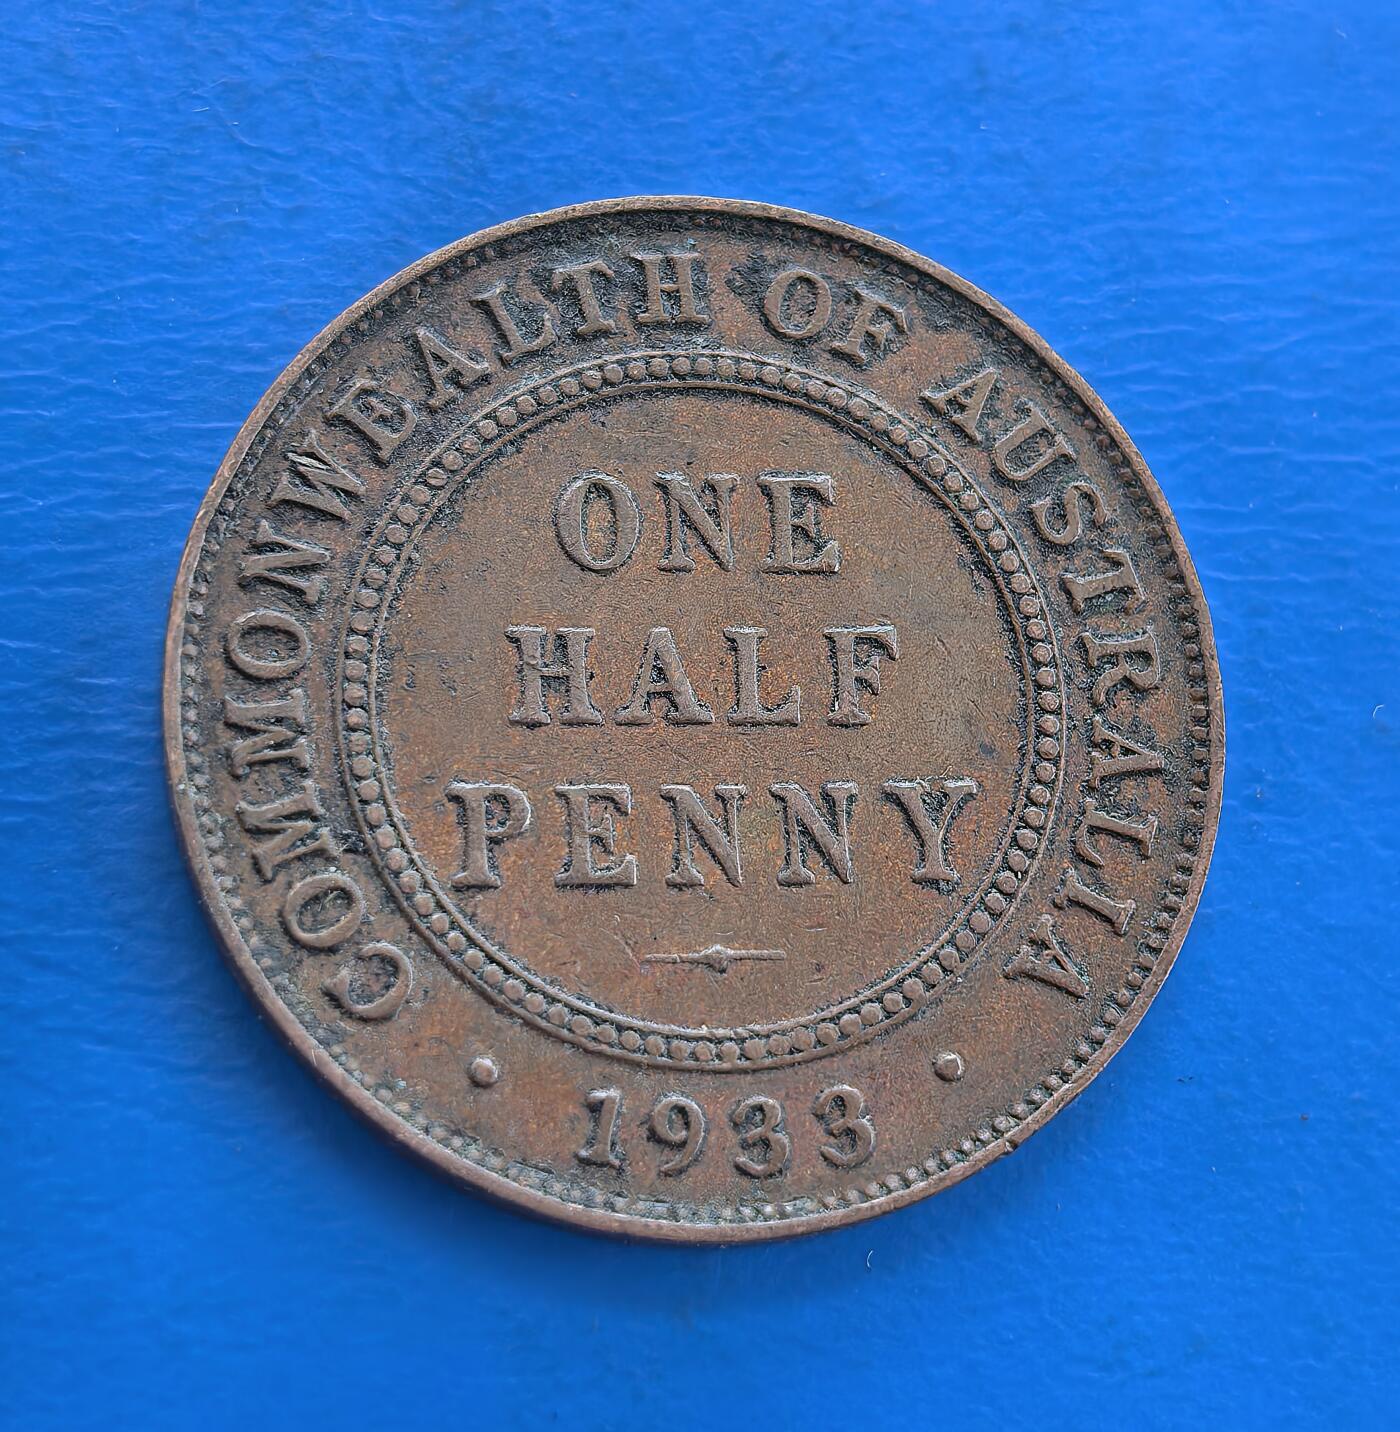 COMMONWEALTH OF AUSTRALIA
ONE
HALF
PENNY
· 1933 ·